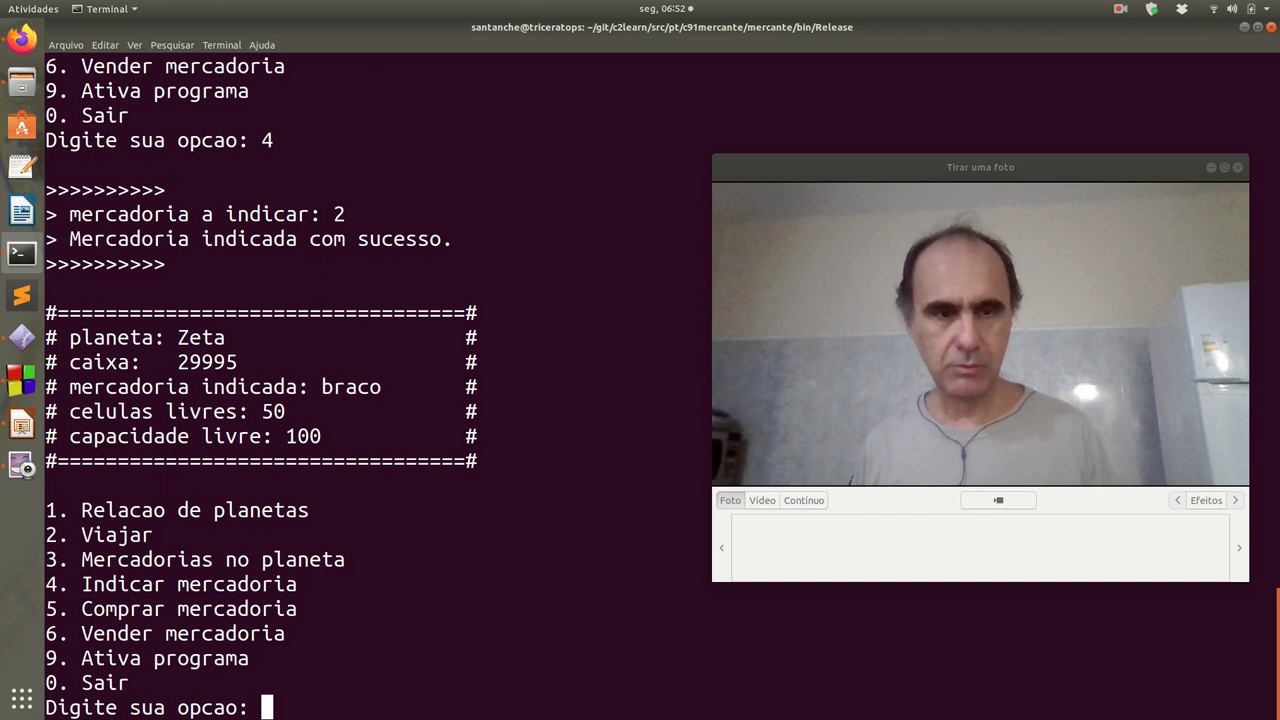 Atividades
Terminal
seg, 06:52
santanche@triceratops: ~/git/c2learn/src/pt/c91mercante/mercante/bin/Release
Arquivo Editar Ver Pesquisar Terminal Ajuda
6. Vender mercadoria
9. Ativa programa
0. Sair
Digite sua opcao: 4
>>>>>>>>>>
> mercadoria a indicar: 2
> Mercadoria indicada com sucesso.
>>>>>>>>>>
#==================================#
# planeta: Zeta #
# caixa: 29995 #
# mercadoria indicada: braco #
# celulas livres: 50 #
# capacidade livre: 100 #
#==================================#
1. Relacao de planetas
2. Viajar
3. Mercadorias no planeta
4. Indicar mercadoria
5. Comprar mercadoria
6. Vender mercadoria
9. Ativa programa
0. Sair
Digite sua opcao:
Tirar uma foto
Foto Vídeo Contínuo
Efeitos